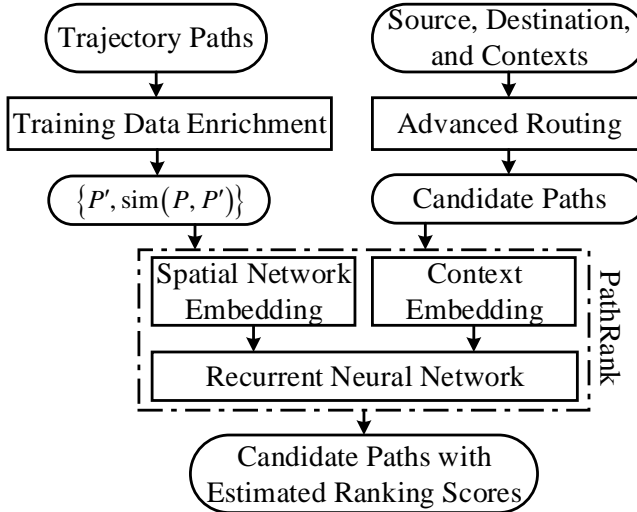 Trajectory Paths
Source, Destination,
and Contexts
Training Data Enrichment
Advanced Routing
{P′, sim(P, P′)}
Candidate Paths
Spatial Network
Embedding
Context
Embedding
PathRank
Recurrent Neural Network
Candidate Paths with
Estimated Ranking Scores